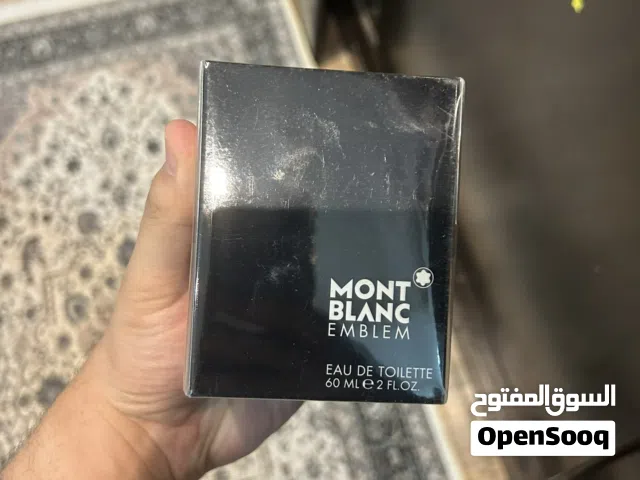 MONT
BLANC
EMBLEM
EAU DE TOILETTE
60 ML ℮ 2 FL.OZ.
السوق المفتوح
OpenSooq